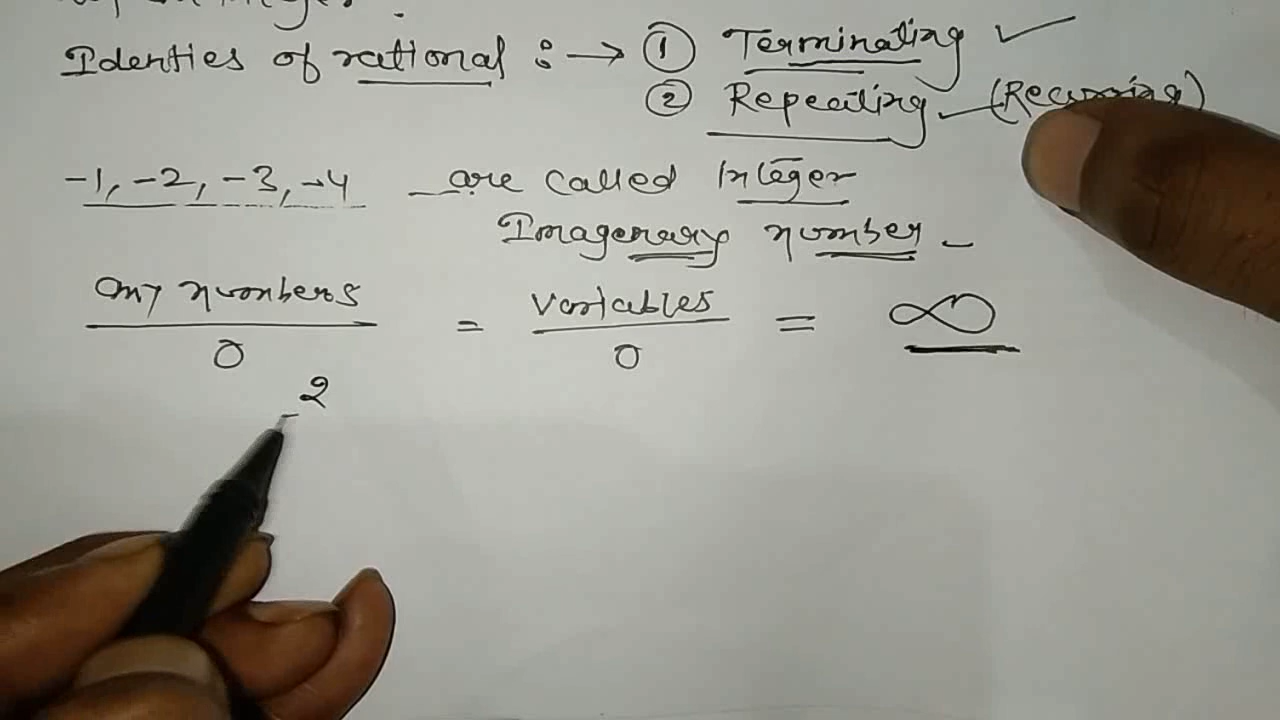 Identies of rational : → ① Terminating ✓
② Repeating (Recurring)
-1, -2, -3, -4 are called Integer
Imagenary number -
any numbers / 0 = variables / 0 = ∞
2